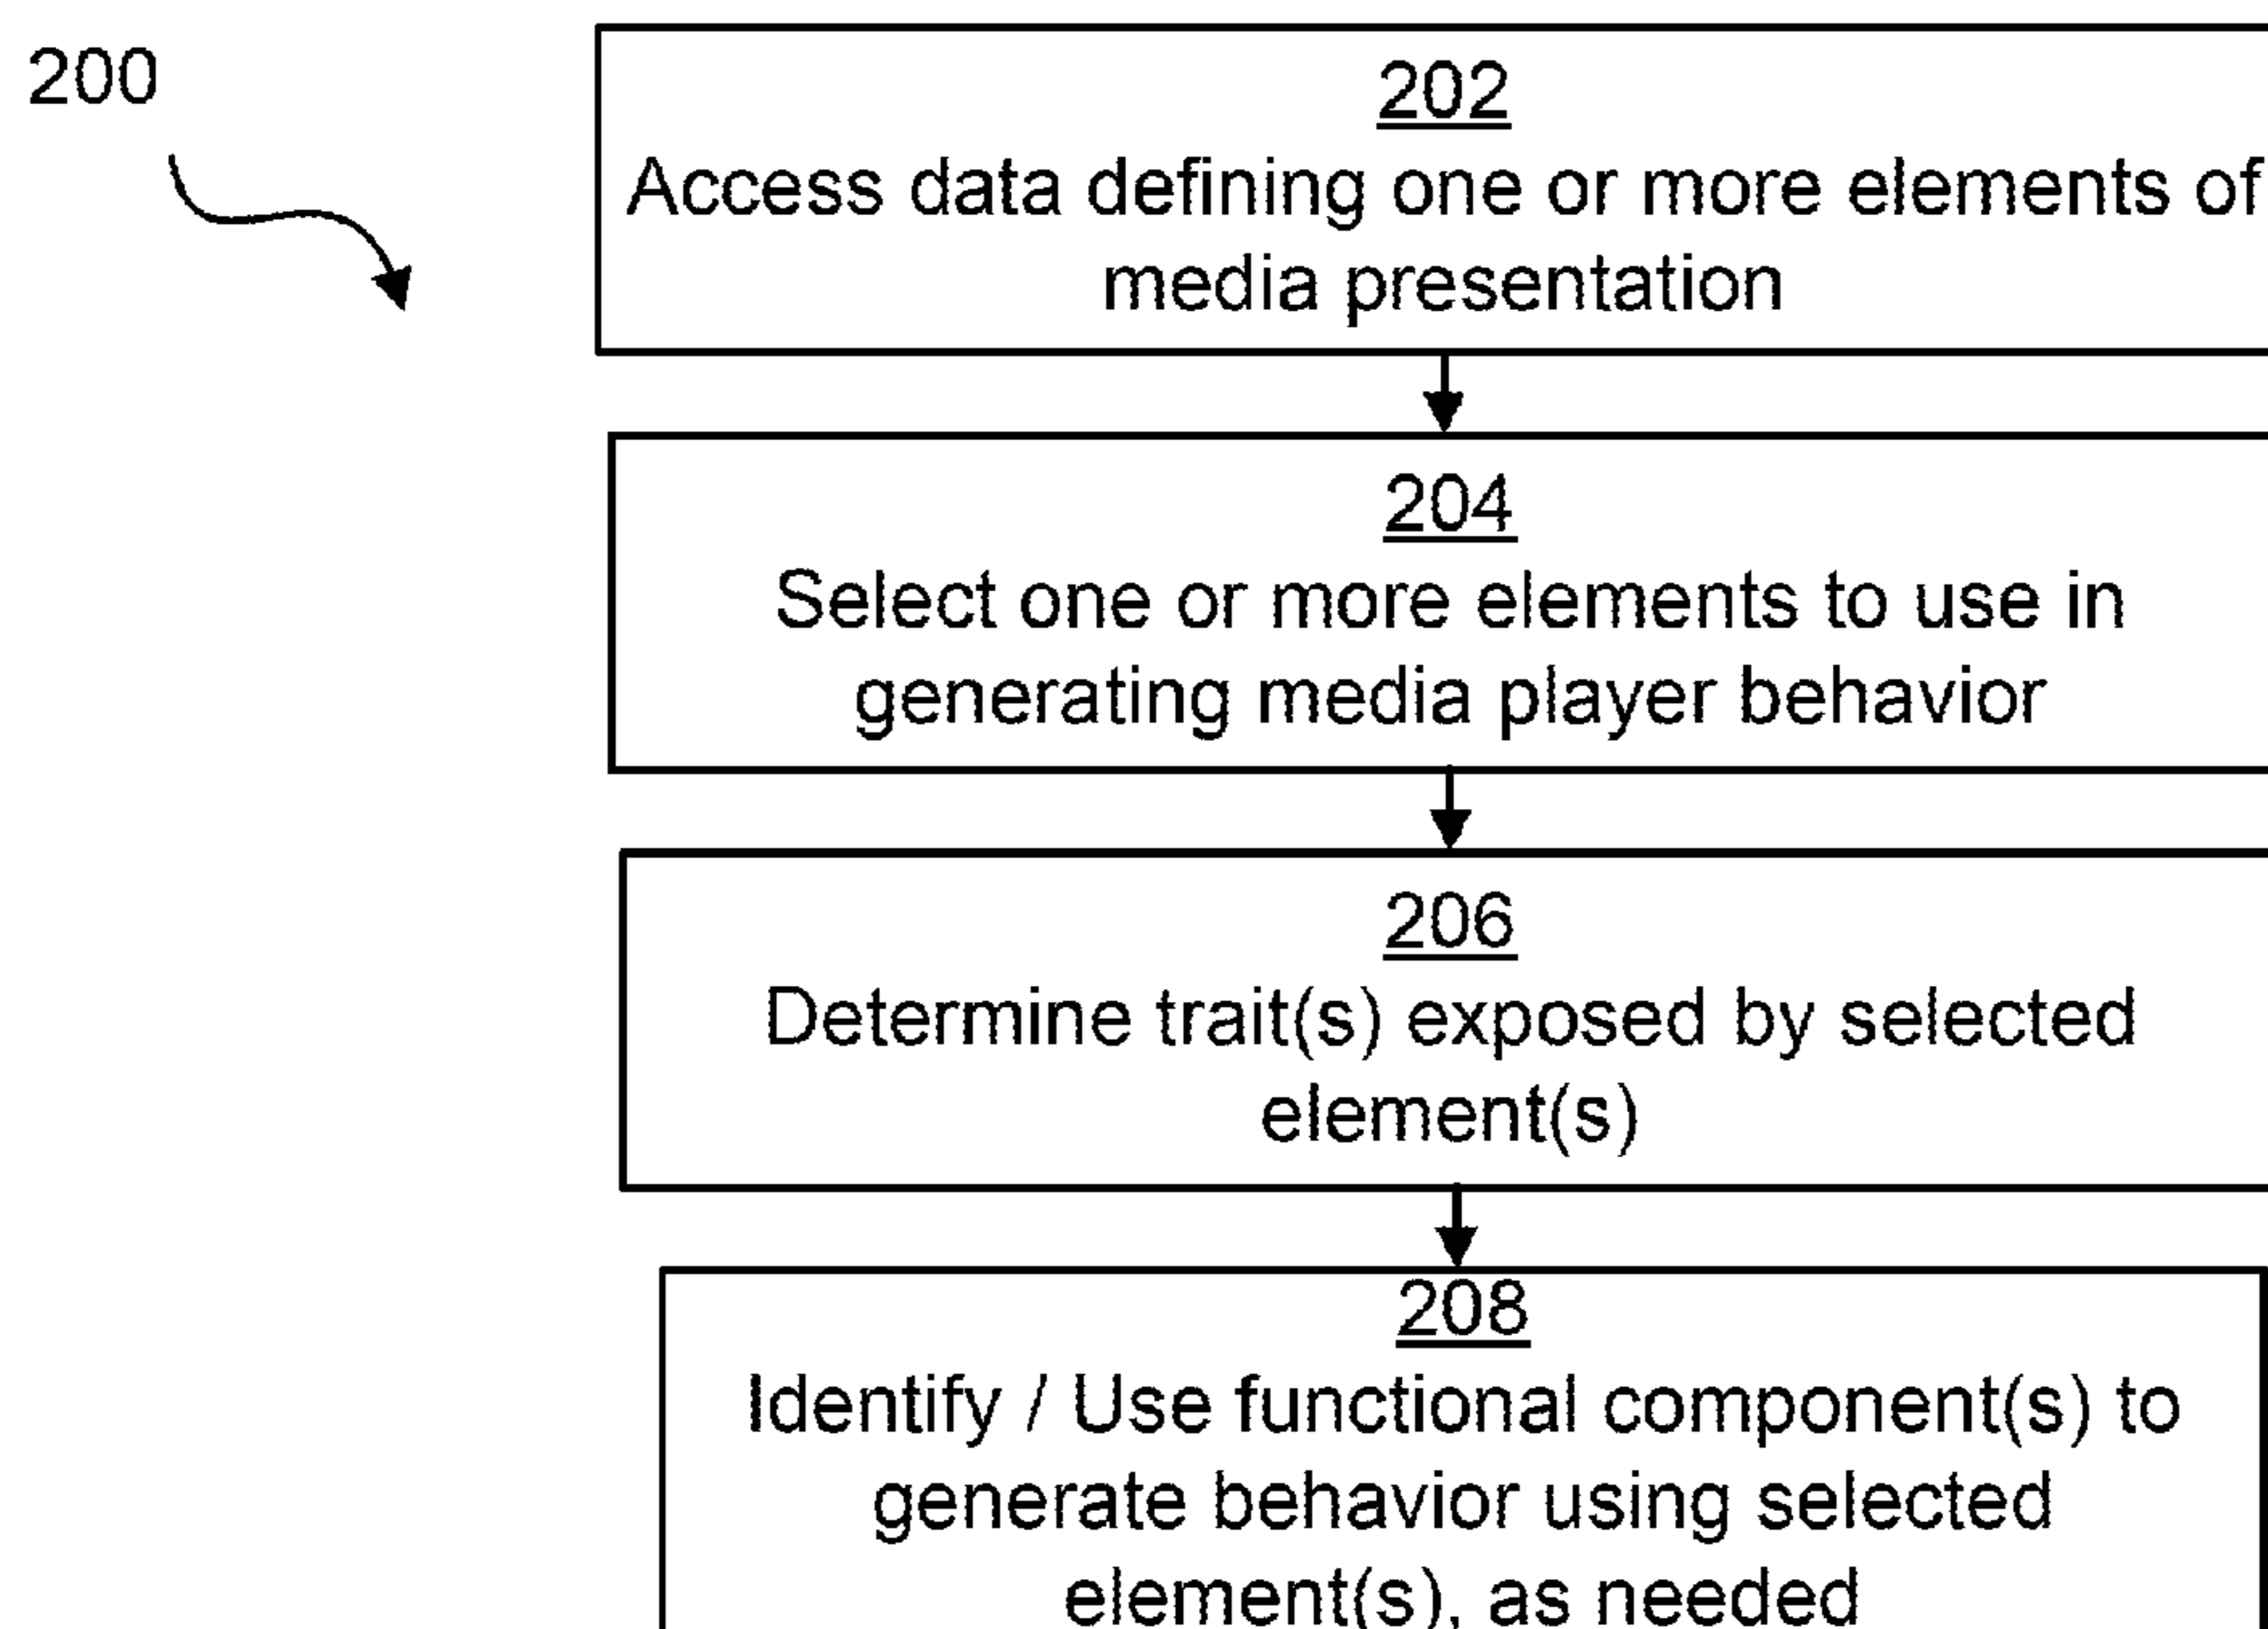 200
202
Access data defining one or more elements of
media presentation
204
Select one or more elements to use in
generating media player behavior
206
Determine trait(s) exposed by selected
element(s)
208
Identify / Use functional component(s) to
generate behavior using selected
element(s), as needed